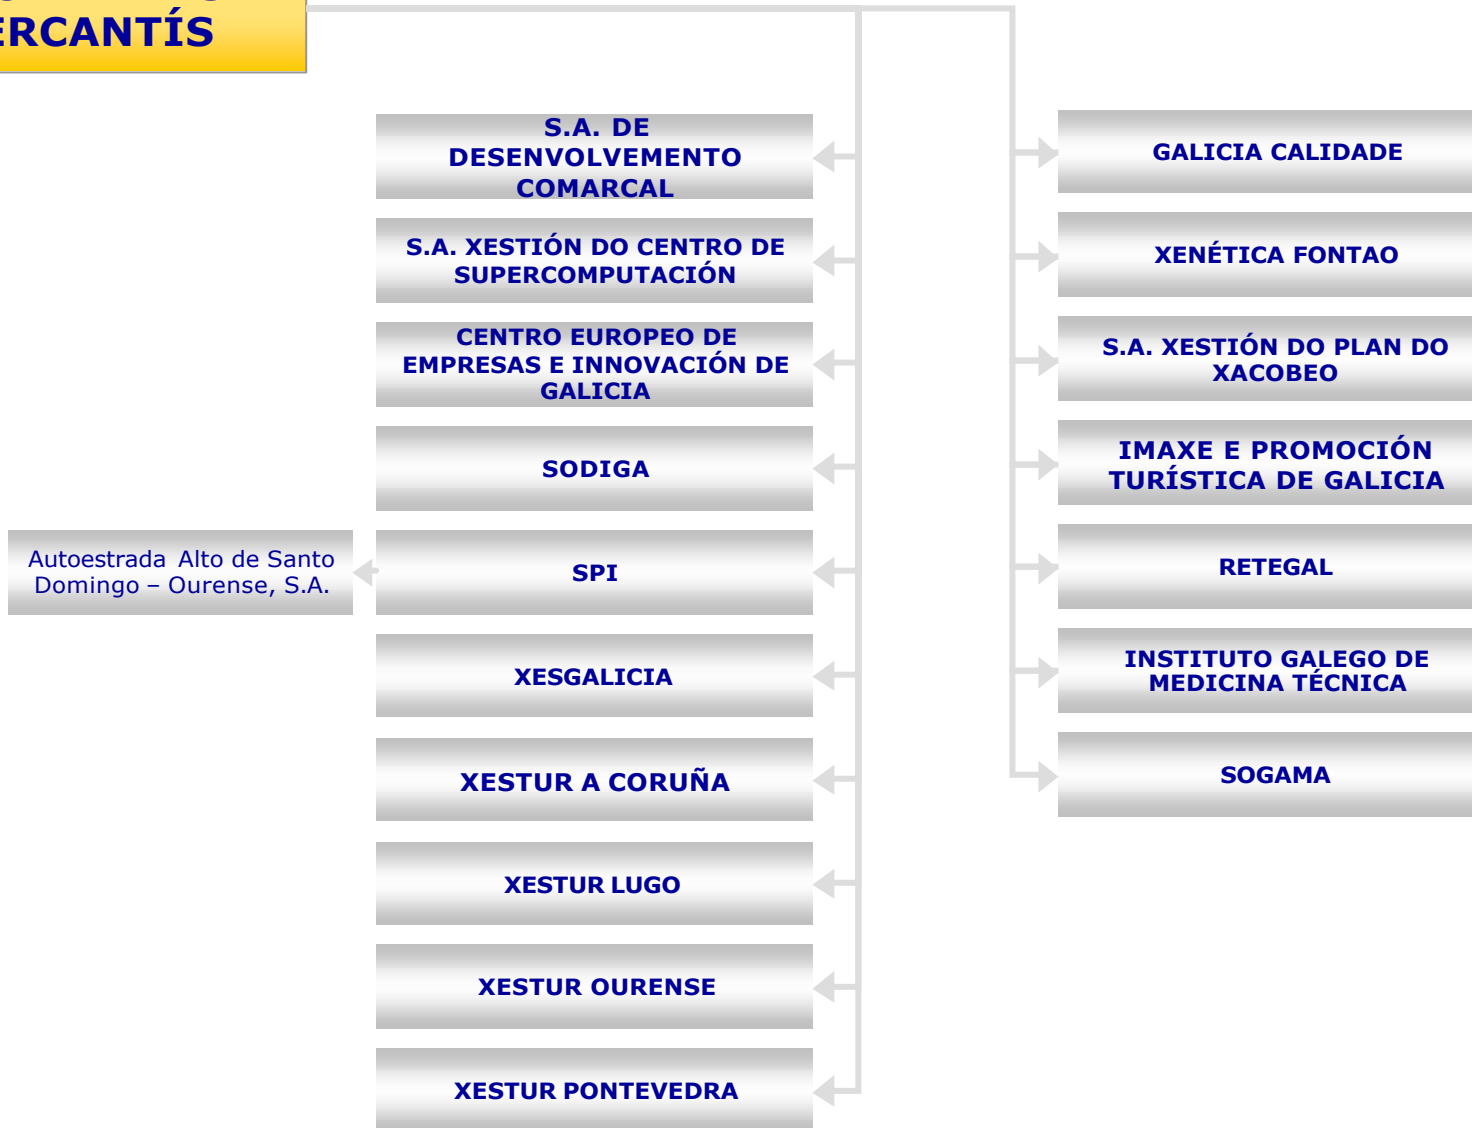 S.A. DE
DESENVOLVEMENTO
COMARCAL
S.A. XESTIÓN DO CENTRO DE
SUPERCOMPUTACIÓN
CENTRO EUROPEO DE
EMPRESAS E INNOVACIÓN DE
GALICIA
SODIGA
Autoestrada Alto de Santo
Domingo – Ourense, S.A.
SPI
XESGALICIA
XESTUR A CORUÑA
XESTUR LUGO
XESTUR OURENSE
XESTUR PONTEVEDRA
GALICIA CALIDADE
XENÉTICA FONTAO
S.A. XESTIÓN DO PLAN DO
XACOBEO
IMAXE E PROMOCIÓN
TURÍSTICA DE GALICIA
RETEGAL
INSTITUTO GALEGO DE
MEDICINA TÉCNICA
SOGAMA